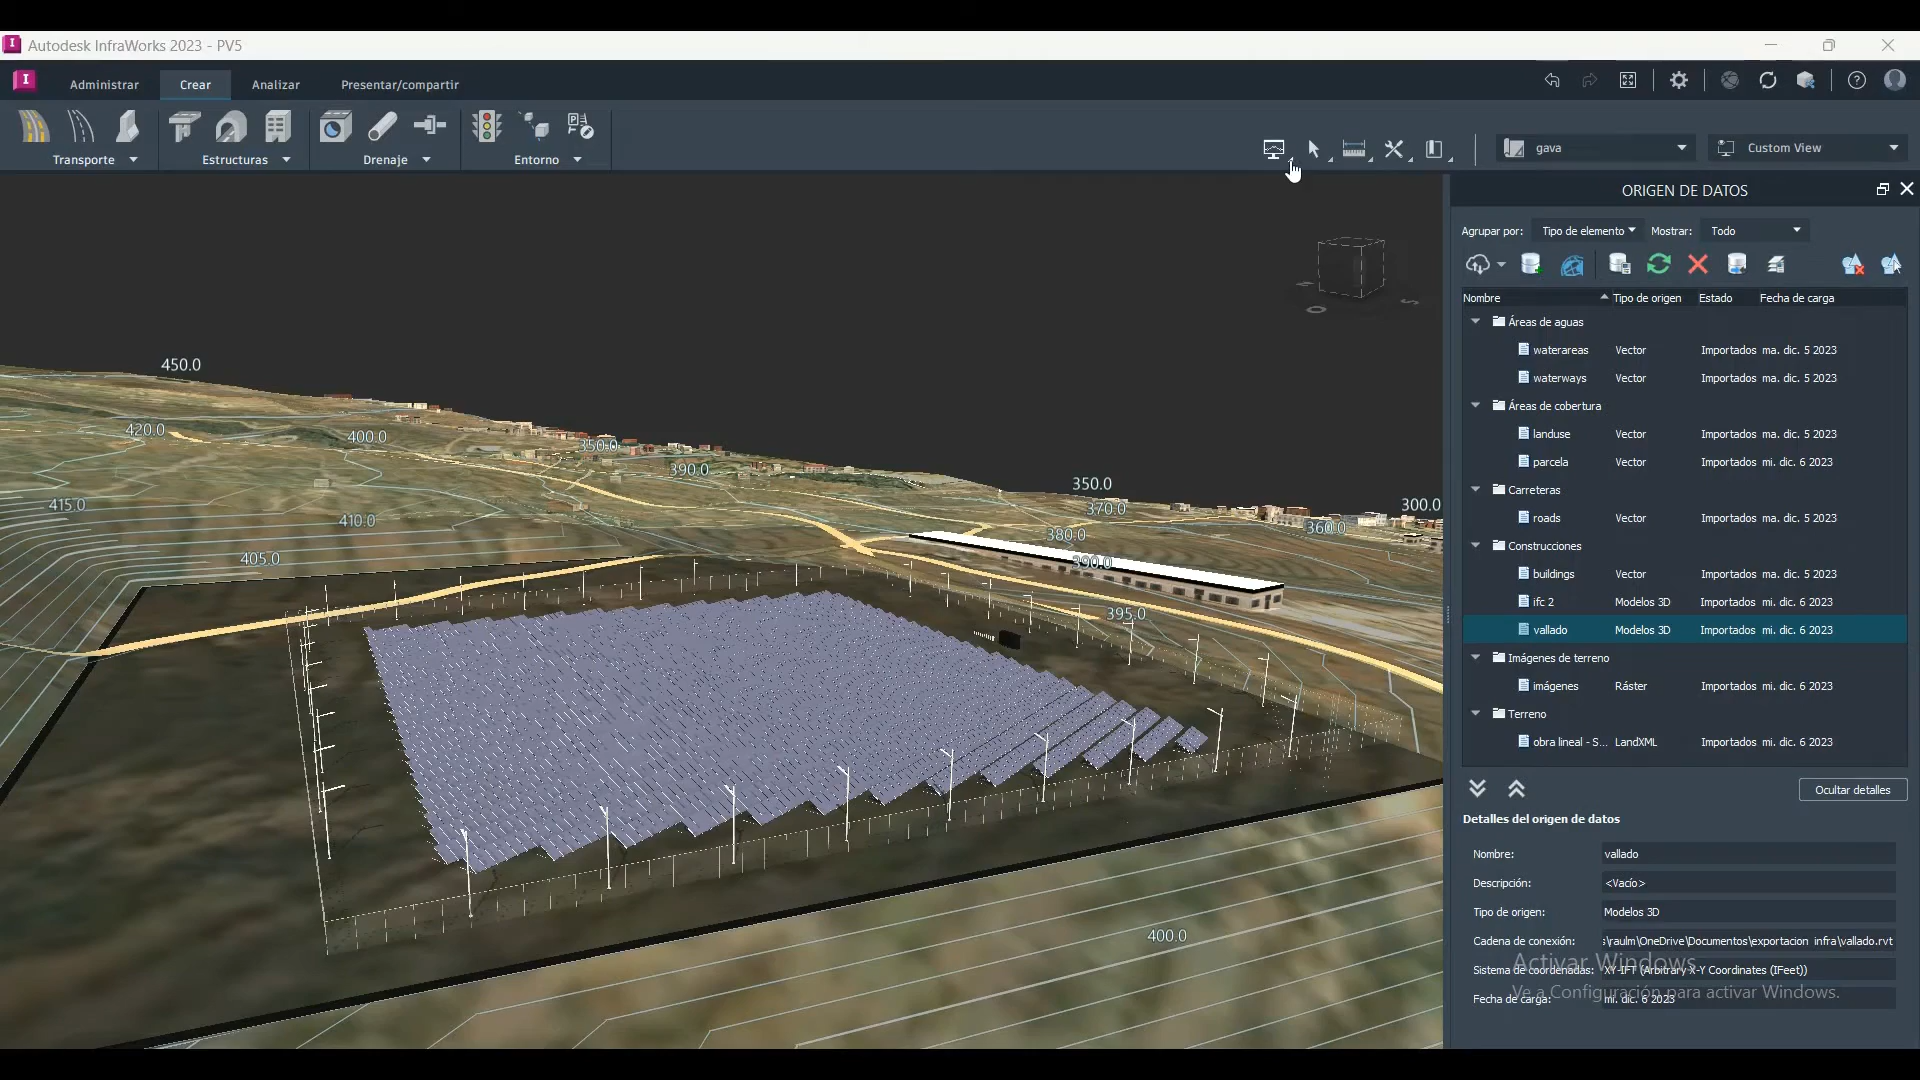 Autodesk InfraWorks 2023 - PV5
Administrar
Crear
Analizar
Presentar/compartir
Transporte
Estructuras
Drenaje
Entorno
gava
Custom View
450.0
420.0
400.0
350.0
390.0
415.0
410.0
405.0
350.0
370.0
380.0
390.0
395.0
300.0
360.0
400.0
ORIGEN DE DATOS
Agrupar por: Tipo de elemento Mostrar: Todo
Nombre Tipo de origen Estado Fecha de carga
Áreas de aguas
waterareas Vector Importados ma. dic. 5 2023
waterways Vector Importados ma. dic. 5 2023
Áreas de cobertura
landuse Vector Importados ma. dic. 5 2023
parcela Vector Importados mi. dic. 6 2023
Carreteras
roads Vector Importados ma. dic. 5 2023
Construcciones
buildings Vector Importados ma. dic. 5 2023
ifc 2 Modelos 3D Importados mi. dic. 6 2023
vallado Modelos 3D Importados mi. dic. 6 2023
Imágenes de terreno
imágenes Ráster Importados mi. dic. 6 2023
Terreno
obra lineal - S... LandXML Importados mi. dic. 6 2023
Ocultar detalles
Detalles del origen de datos
Nombre: vallado
Descripción: <Vacío>
Tipo de origen: Modelos 3D
Cadena de conexión: s\raulm\OneDrive\Documentos\exportacion infra\vallado.rvt
Activar Windows
Sistema de coordenadas: XY-IFT (Arbitrary X-Y Coordinates (IFeet))
Ve a Configuración para activar Windows.
Fecha de carga: mi. dic. 6 2023